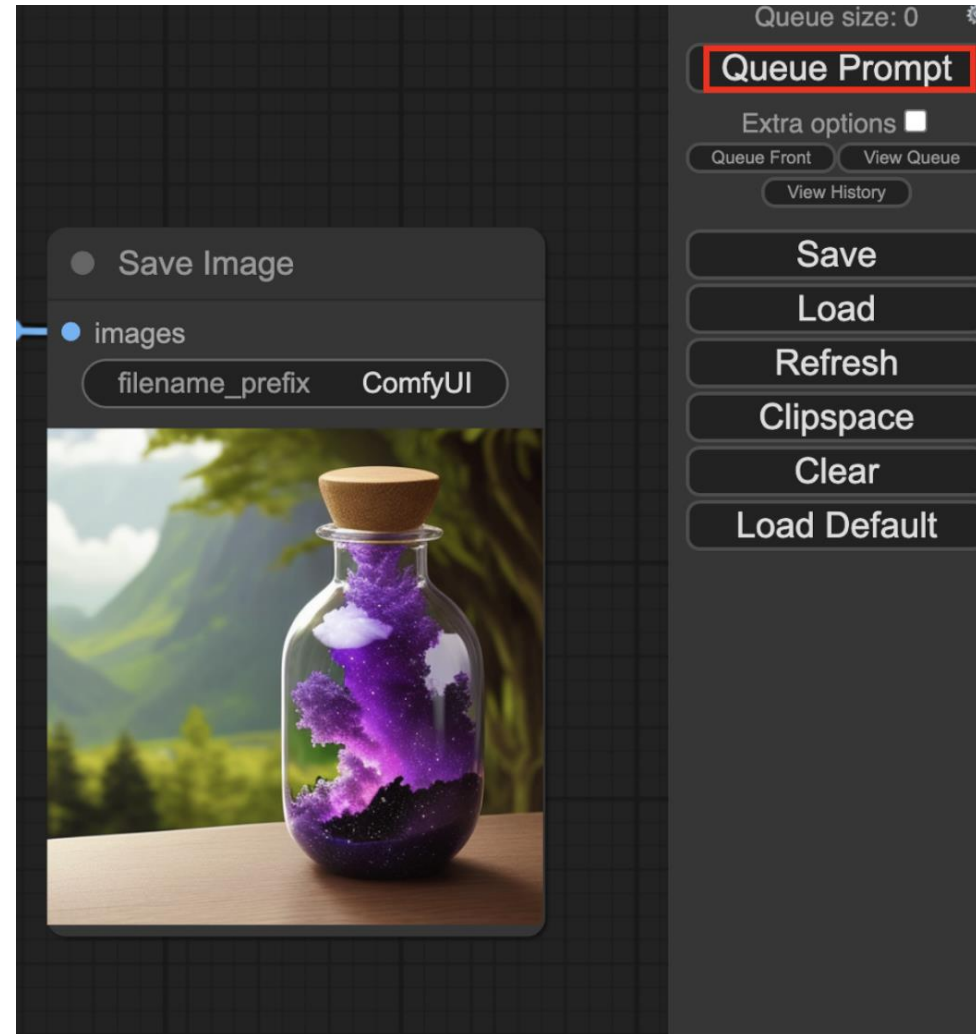 Queue size: 0
Queue Prompt
Extra options
Queue Front View Queue
View History
Save Image
images
filename_prefix ComfyUI
Save
Load
Refresh
Clipspace
Clear
Load Default